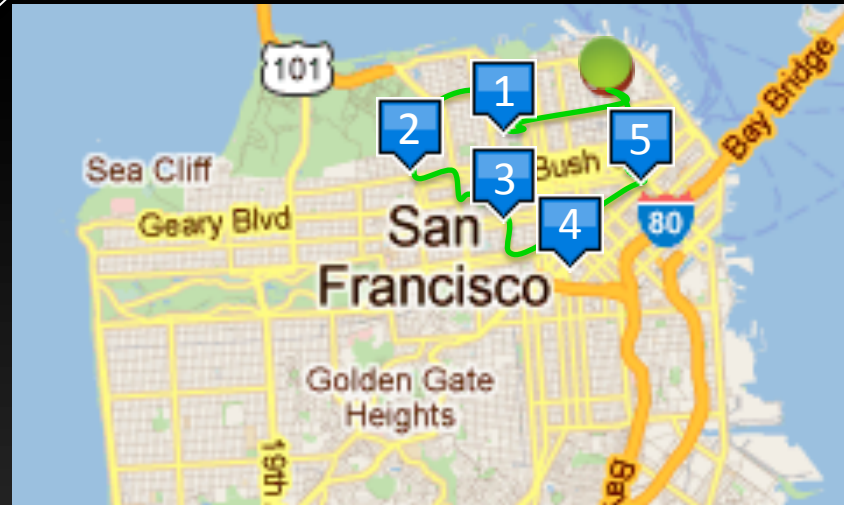 101
1
2
5
Bay Bridge
Sea Cliff
3
Bush
Geary Blvd
4
80
San
Francisco
Golden Gate
Heights
19th
Bay